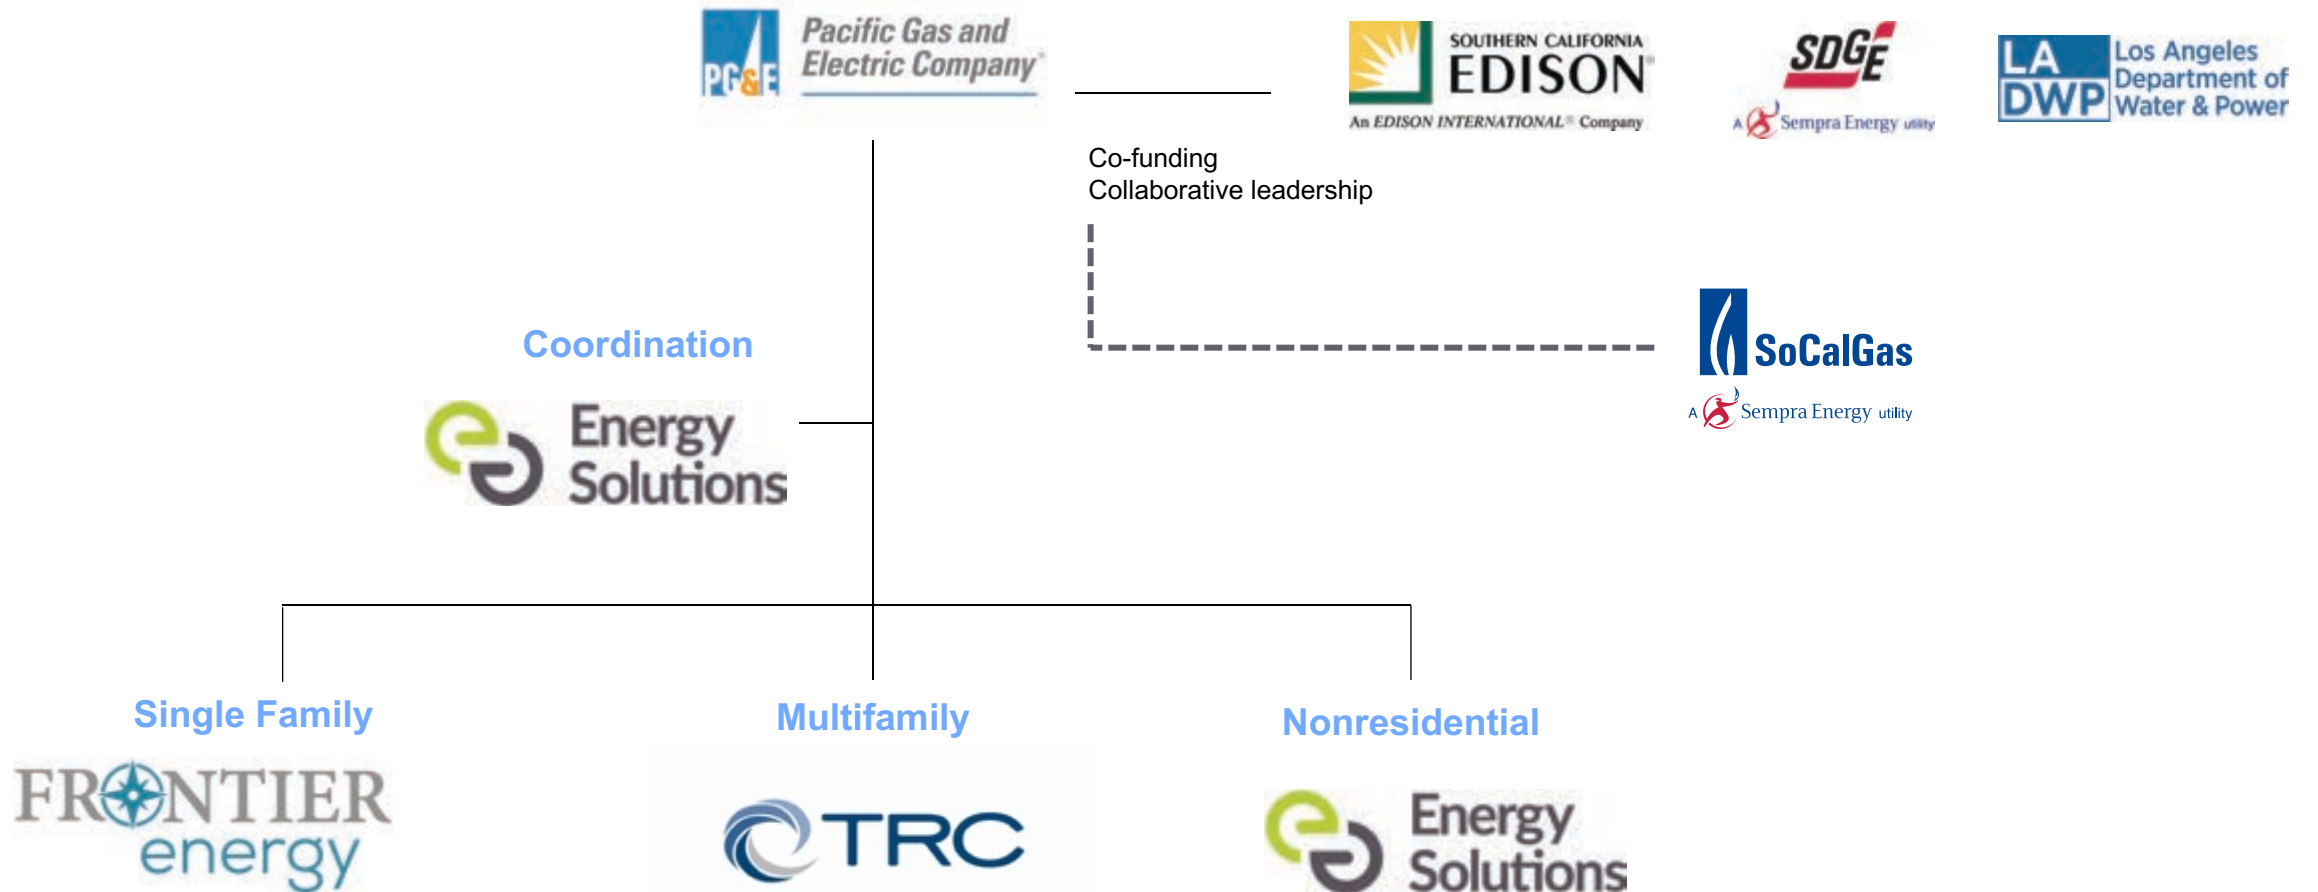 PG&E
Pacific Gas and
Electric Company®
SOUTHERN CALIFORNIA
EDISON®
An EDISON INTERNATIONAL® Company
SDGE
A Sempra Energy utility
LA
DWP
Los Angeles
Department of
Water & Power
Co-funding
Collaborative leadership
Coordination
Energy
Solutions
SoCalGas
A Sempra Energy utility
Single Family
FRONTIER
energy
Multifamily
TRC
Nonresidential
Energy
Solutions